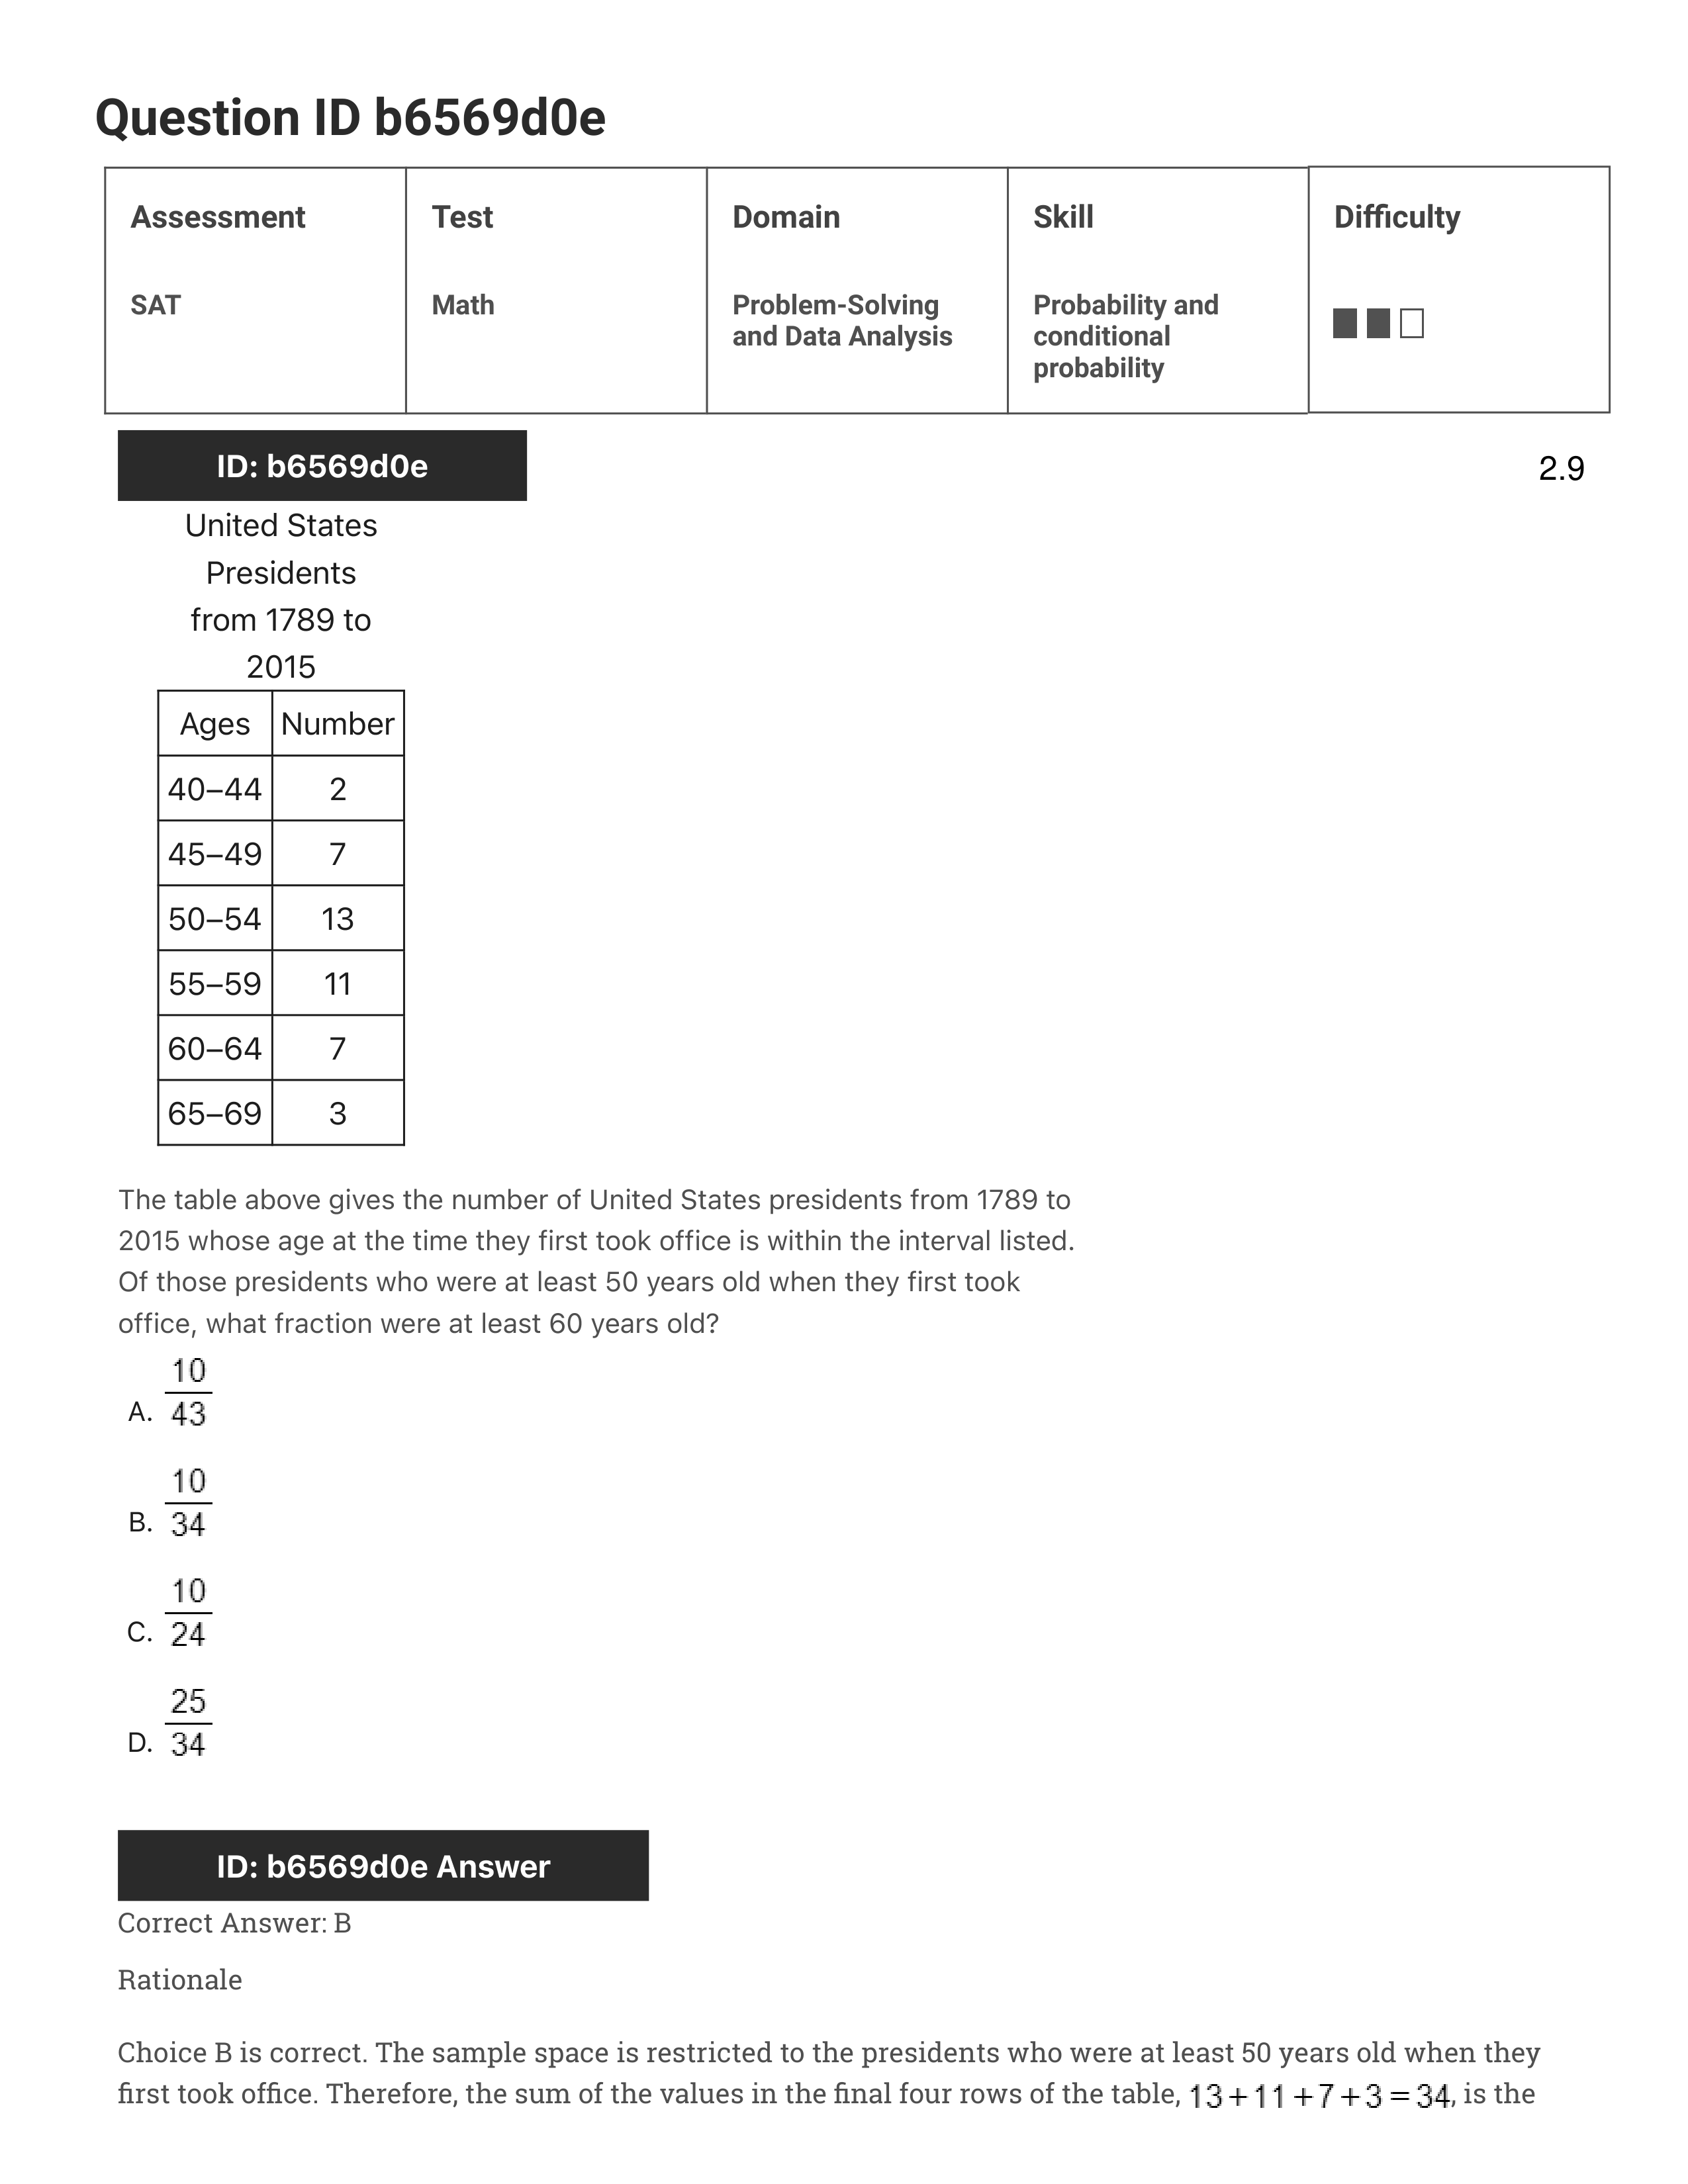 Question ID b6569d0e
Assessment Test Domain Skill Difficulty
SAT Math Problem-Solving and Data Analysis Probability and conditional probability
ID: b6569d0e 2.9
United States
Presidents
from 1789 to
2015
Ages Number
40–44 2
45–49 7
50–54 13
55–59 11
60–64 7
65–69 3
The table above gives the number of United States presidents from 1789 to
2015 whose age at the time they first took office is within the interval listed.
Of those presidents who were at least 50 years old when they first took
office, what fraction were at least 60 years old?
A. 10/43
B. 10/34
C. 10/24
D. 25/34
ID: b6569d0e Answer
Correct Answer: B
Rationale
Choice B is correct. The sample space is restricted to the presidents who were at least 50 years old when they
first took office. Therefore, the sum of the values in the final four rows of the table, 13+11+7+3=34, is the